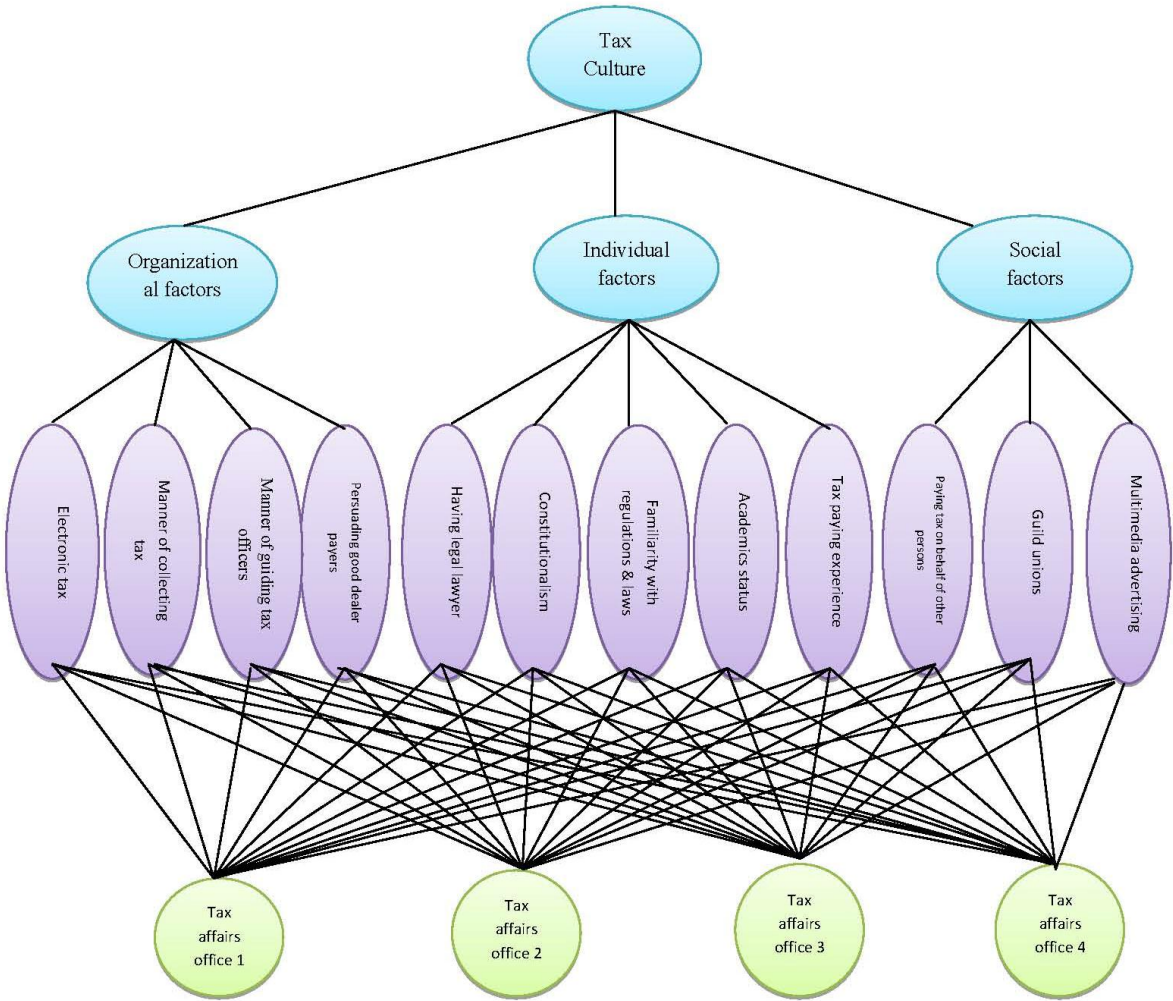 Tax
Culture
Organization
al factors
Individual
factors
Social
factors
Electronic tax
Manner of collecting
tax
Manner of guiding tax
officers
Persuading good dealer
payers
Having legal lawyer
Constitutionalism
Familiarity with
regulations & laws
Academics status
Tax paying experience
Paying tax on behalf of other
persons
Guild unions
Multimedia advertising
Tax
affairs
office 1
Tax
affairs
office 2
Tax
affairs
office 3
Tax
affairs
office 4